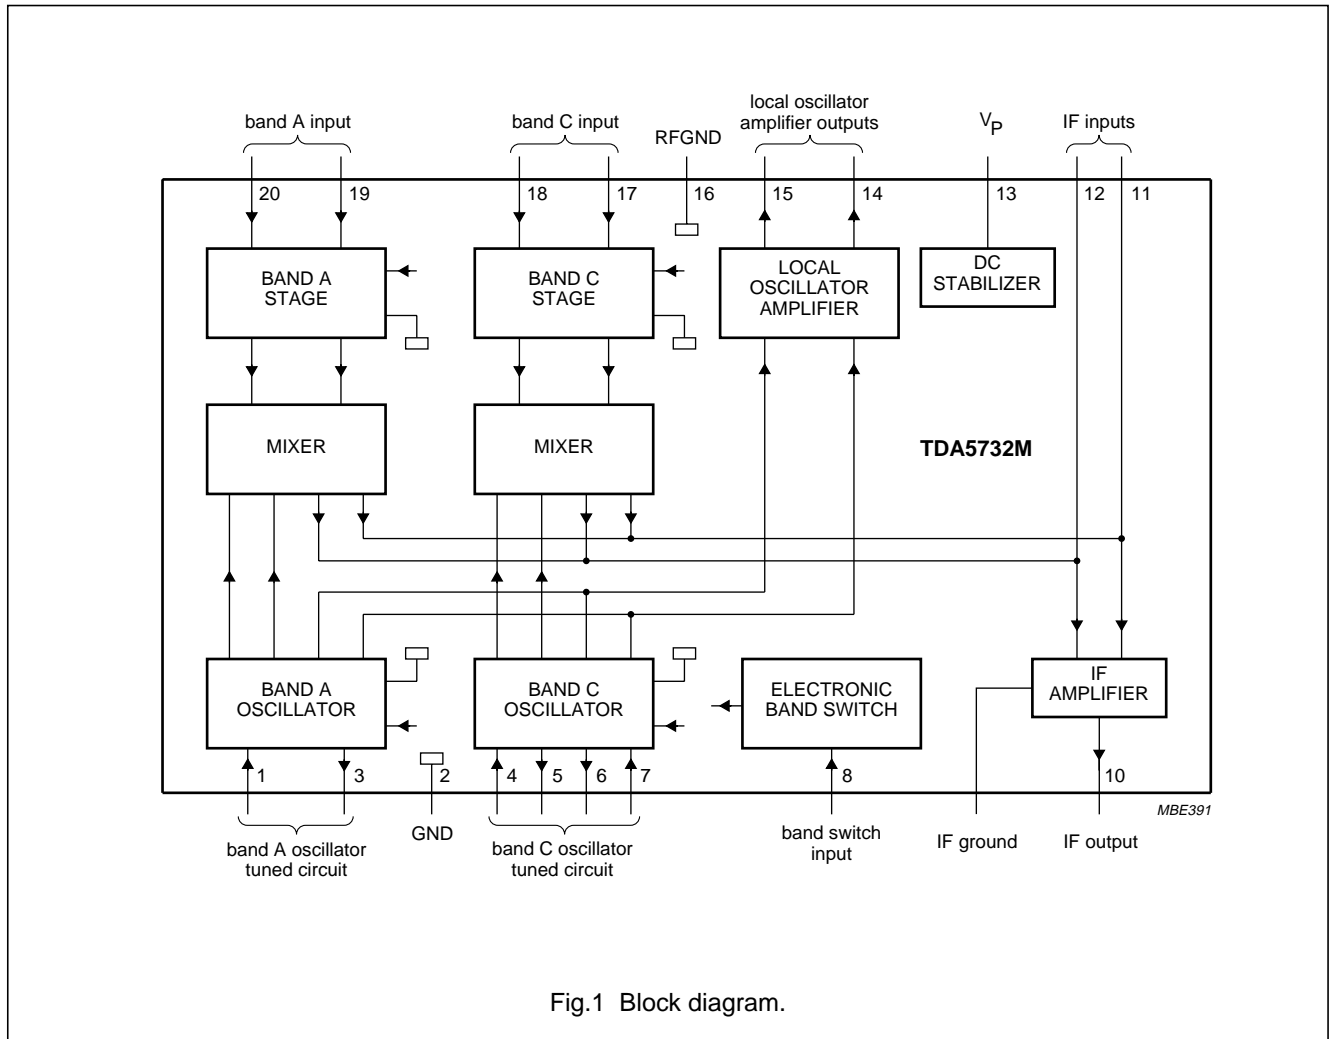 band A input
band C input
RFGND
local oscillator
amplifier outputs
VP
IF inputs
20
19
18
17
16
15
14
13
12
11
BAND A
STAGE
BAND C
STAGE
LOCAL
OSCILLATOR
AMPLIFIER
DC
STABILIZER
MIXER
MIXER
TDA5732M
BAND A
OSCILLATOR
BAND C
OSCILLATOR
ELECTRONIC
BAND SWITCH
IF
AMPLIFIER
1
3
2
4
5
6
7
8
10
MBE391
band A oscillator
tuned circuit
GND
band C oscillator
tuned circuit
band switch
input
IF ground
IF output
Fig.1 Block diagram.